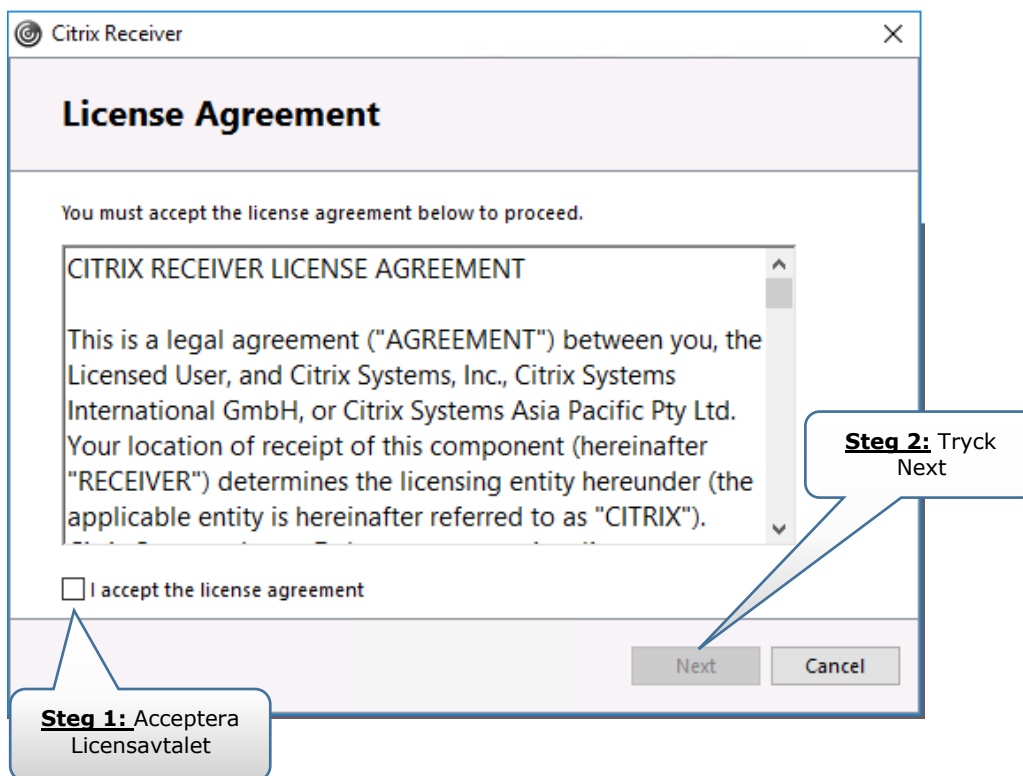 Citrix Receiver
License Agreement
You must accept the license agreement below to proceed.
CITRIX RECEIVER LICENSE AGREEMENT
This is a legal agreement ("AGREEMENT") between you, the
Licensed User, and Citrix Systems, Inc., Citrix Systems
International GmbH, or Citrix Systems Asia Pacific Pty Ltd.
Your location of receipt of this component (hereinafter
"RECEIVER") determines the licensing entity hereunder (the
applicable entity is hereinafter referred to as "CITRIX").
Steg 2: Tryck
Next
I accept the license agreement
Next
Cancel
Steg 1: Acceptera
Licensavtalet